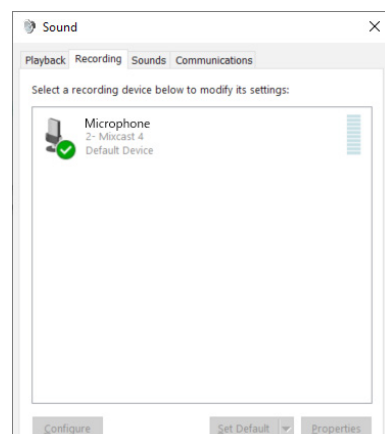 Sound
Playback Recording Sounds Communications
Select a recording device below to modify its settings:
Microphone
2- Mixcast 4
Default Device
Configure Set Default Properties